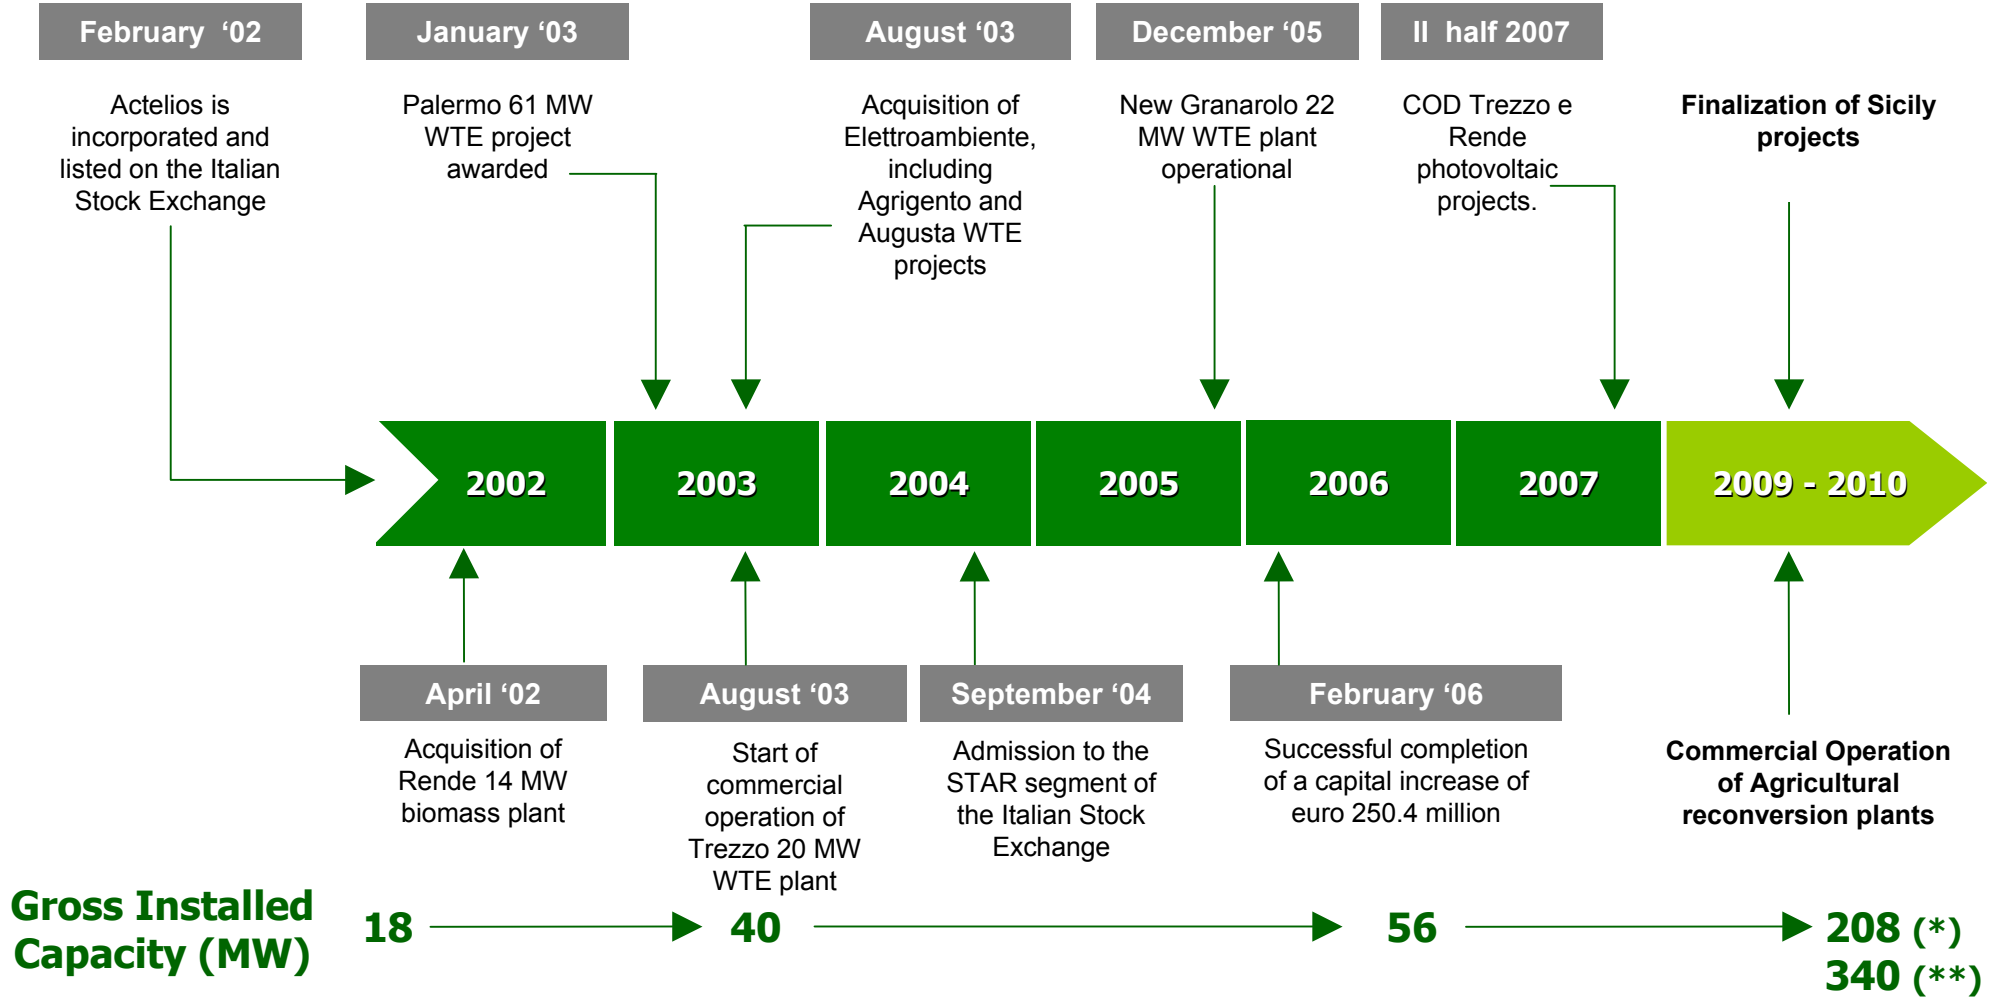 February ‘02
Actelios is
incorporated and
listed on the Italian
Stock Exchange
January ‘03
Palermo 61 MW
WTE project
awarded
August ‘03
Acquisition of
Elettroambiente,
including
Agrigento and
Augusta WTE
projects
December ‘05
New Granarolo 22
MW WTE plant
operational
II half 2007
COD Trezzo e
Rende
photovoltaic
projects.
Finalization of Sicily
projects
2002
2003
2004
2005
2006
2007
2009 - 2010
April ‘02
Acquisition of
Rende 14 MW
biomass plant
August ‘03
Start of
commercial
operation of
Trezzo 20 MW
WTE plant
September ‘04
Admission to the
STAR segment of
the Italian Stock
Exchange
February ‘06
Successful completion
of a capital increase of
euro 250.4 million
Commercial Operation
of Agricultural
reconversion plants
Gross Installed
Capacity (MW)
18
40
56
208 (*)
340 (**)